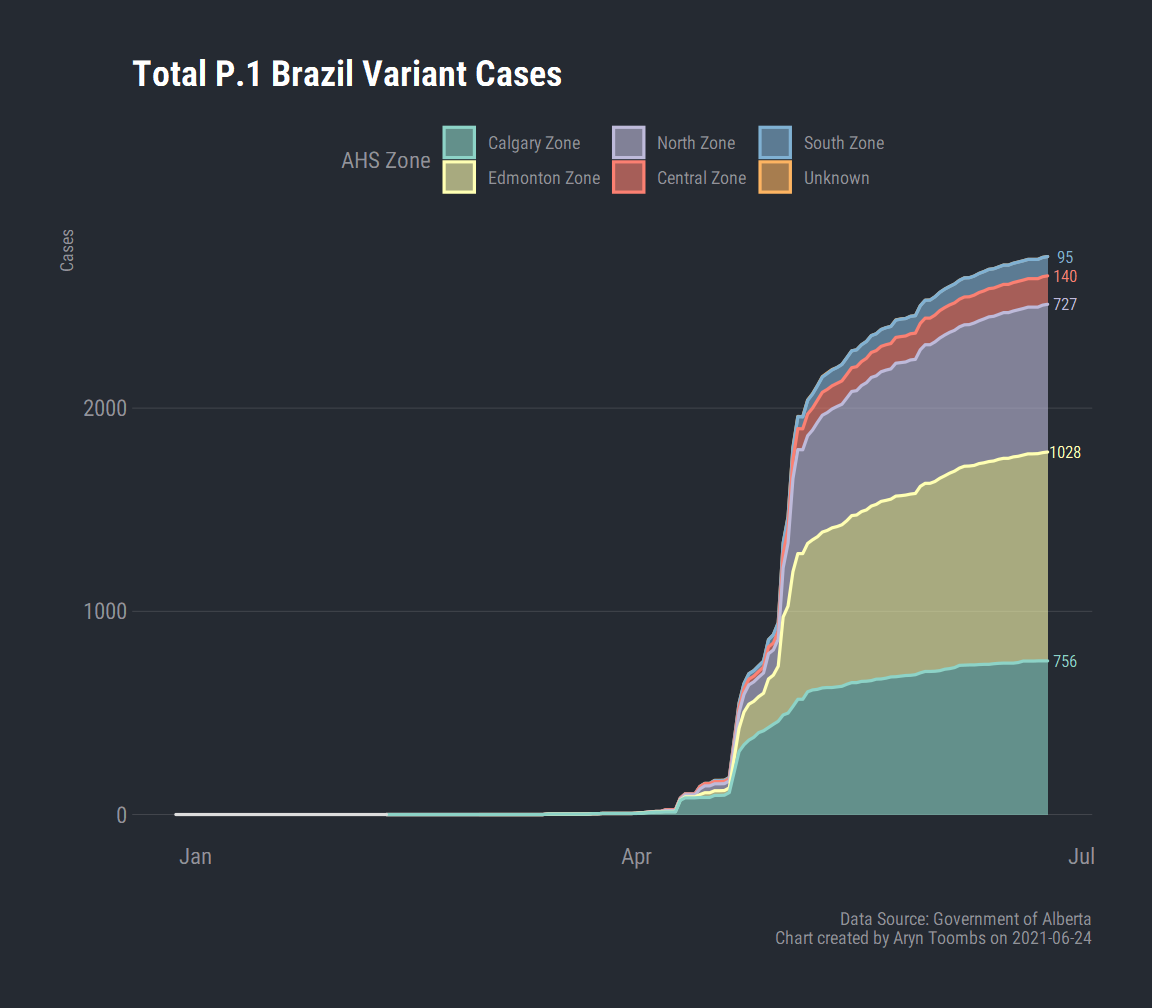 Total P.1 Brazil Variant Cases
AHS Zone
Calgary Zone
North Zone
South Zone
Edmonton Zone
Central Zone
Unknown
Cases
95
140
727
2000
1028
1000
756
0
Jan
Apr
Jul
Data Source: Government of Alberta
Chart created by Aryn Toombs on 2021-06-24